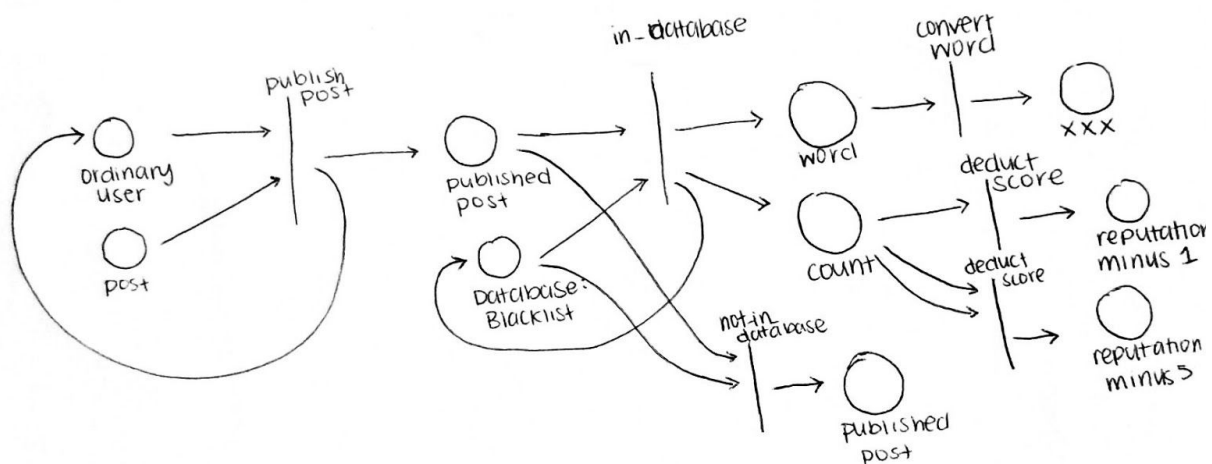 publish
post
ordinary
user
post
published
post
Database:
Blacklist
in_database
word
count
convert
word
xxx
deduct
score
reputation
minus 1
deduct
score
reputation
minus 5
not-in
database
published
post